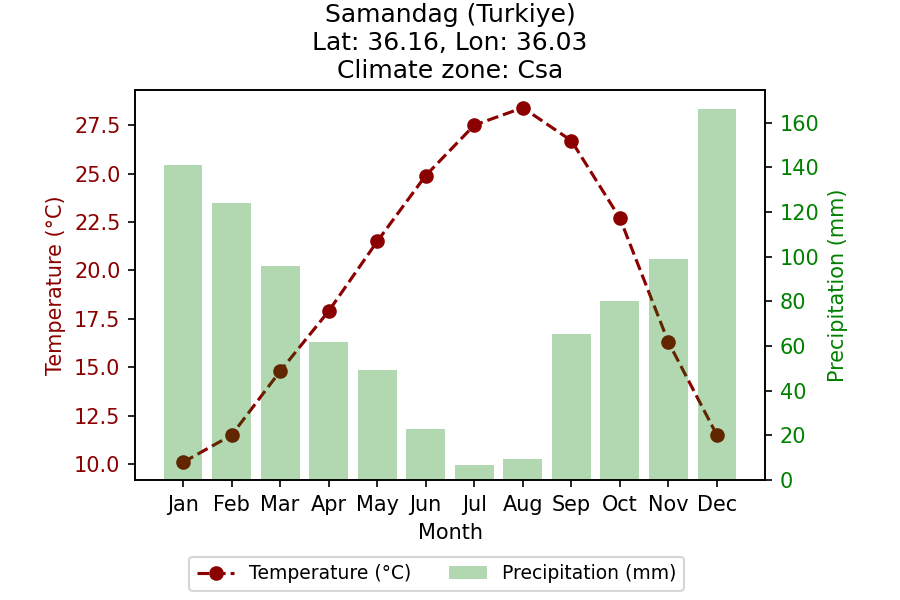 Samandag (Turkiye)
Lat: 36.16, Lon: 36.03
Climate zone: Csa
Temperature (°C)
27.5
25.0
22.5
20.0
17.5
15.0
12.5
10.0
160
140
120
100
80
60
40
20
0
Precipitation (mm)
Jan Feb Mar Apr May Jun Jul Aug Sep Oct Nov Dec
Month
Temperature (°C) Precipitation (mm)